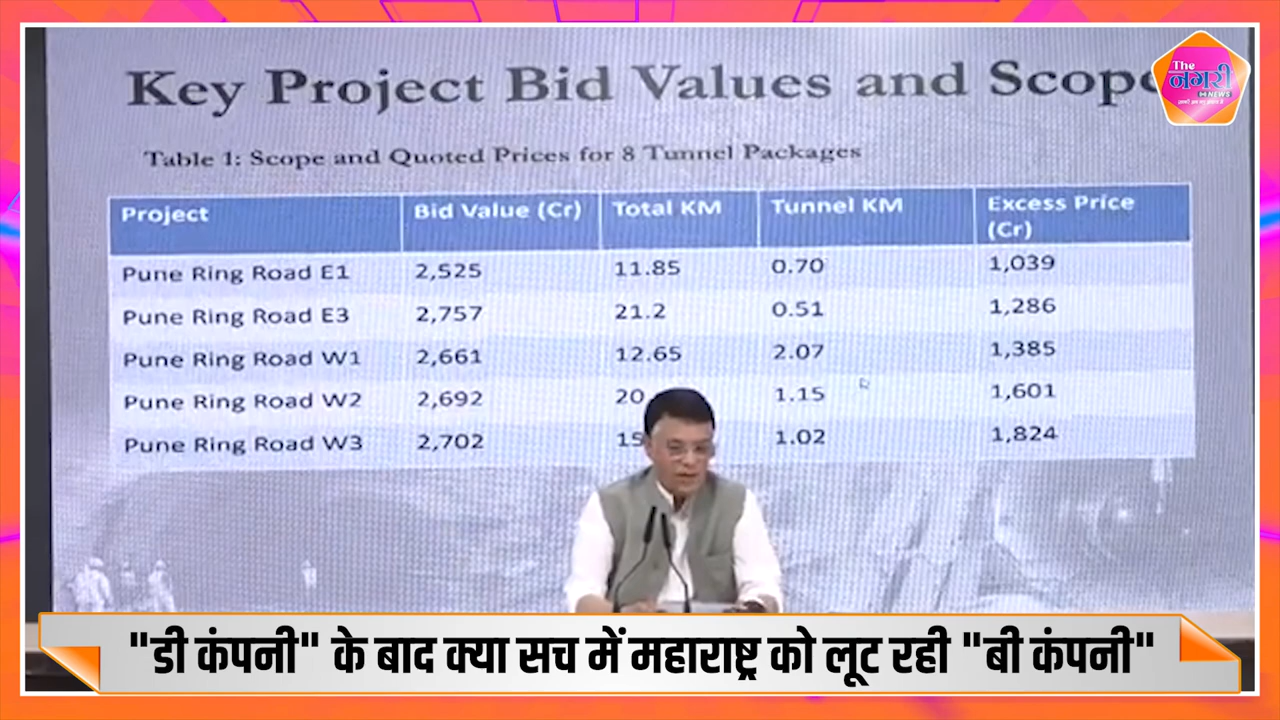 Key Project Bid Values and Scope
The
नगरी
NEWS
Table 1: Scope and Quoted Prices for 8 Tunnel Packages
Project Bid Value (Cr) Total KM Tunnel KM Excess Price (Cr)
Pune Ring Road E1 2,525 11.85 0.70 1,039
Pune Ring Road E3 2,757 21.2 0.51 1,286
Pune Ring Road W1 2,661 12.65 2.07 1,385
Pune Ring Road W2 2,692 20 1.15 1,601
Pune Ring Road W3 2,702 15 1.02 1,824
"डी कंपनी" के बाद क्या सच में महाराष्ट्र को लूट रही "बी कंपनी"